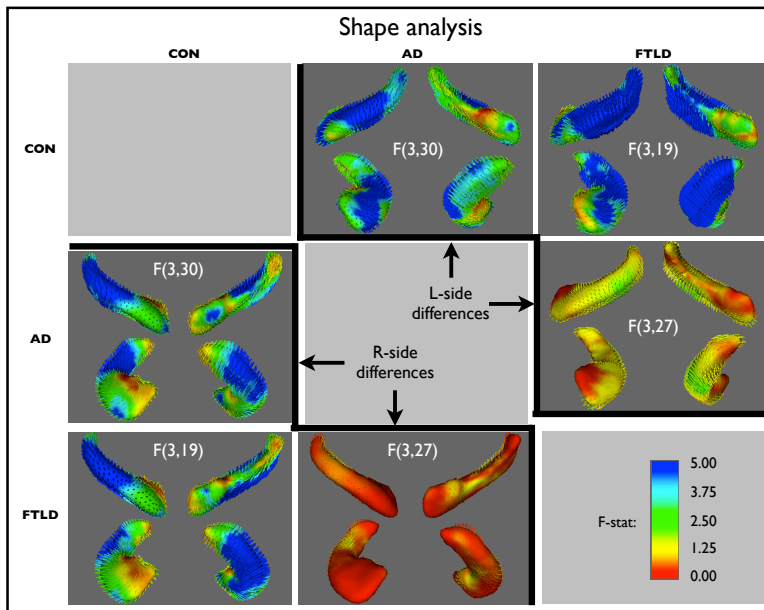 Shape analysis
CON AD FTLD
CON
F(3,30)
F(3,19)
F(3,30)
L-side
differences
F(3,27)
AD
R-side
differences
F(3,19)
F(3,27)
FTLD
F-stat:
5.00
3.75
2.50
1.25
0.00